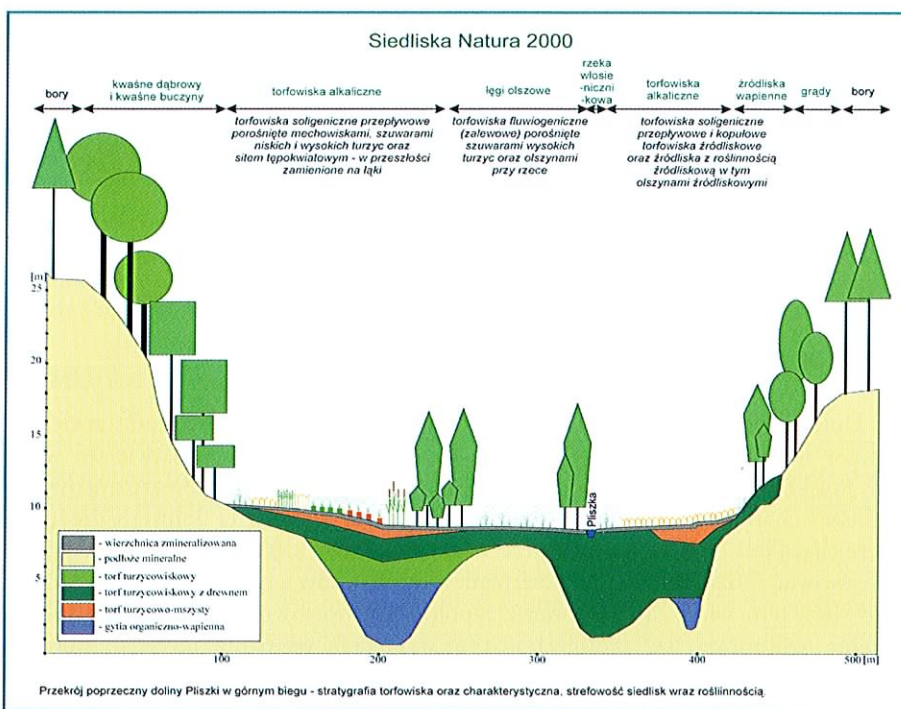 Siedliska Natura 2000
bory
kwaśne dąbrowy
i kwaśne buczyny
torfowiska alkaliczne
łęgi olszowe
rzeka
włosie
-niczni
-kowa
torfowiska
alkaliczne
źródliska
wapienne
grądy
bory
torfowiska soligeniczne przepływowe
porośnięte mechowiskami, szuwarami
niskich i wysokich turzyc oraz
sitem tępokwiatowym - w przeszłości
zamienione na łąki
torfowiska fluwiogeniczne
(zalewowe) porośnięte
szuwarami wysokich
turzyc oraz olszynami
przy rzece
torfowiska soligeniczne
przepływowe i kopułowe
torfowiska źródliskowe
oraz źródliska z roślinnością
źródliskową w tym
olszynami źródliskowymi
[m]
25
20
15
10
5
Pliszka
- wierzchnica zmineralizowana
- podłoże mineralne
- torf turzycowiskowy
- torf turzycowiskowy z drewnem
- torf turzycowo-mszysty
- gytia organiczno-wapienna
100
200
300
400
500 [m]
Przekrój poprzeczny doliny Pliszki w górnym biegu - stratygrafia torfowiska oraz charakterystyczna, strefowość siedlisk wraz rośliinnością.